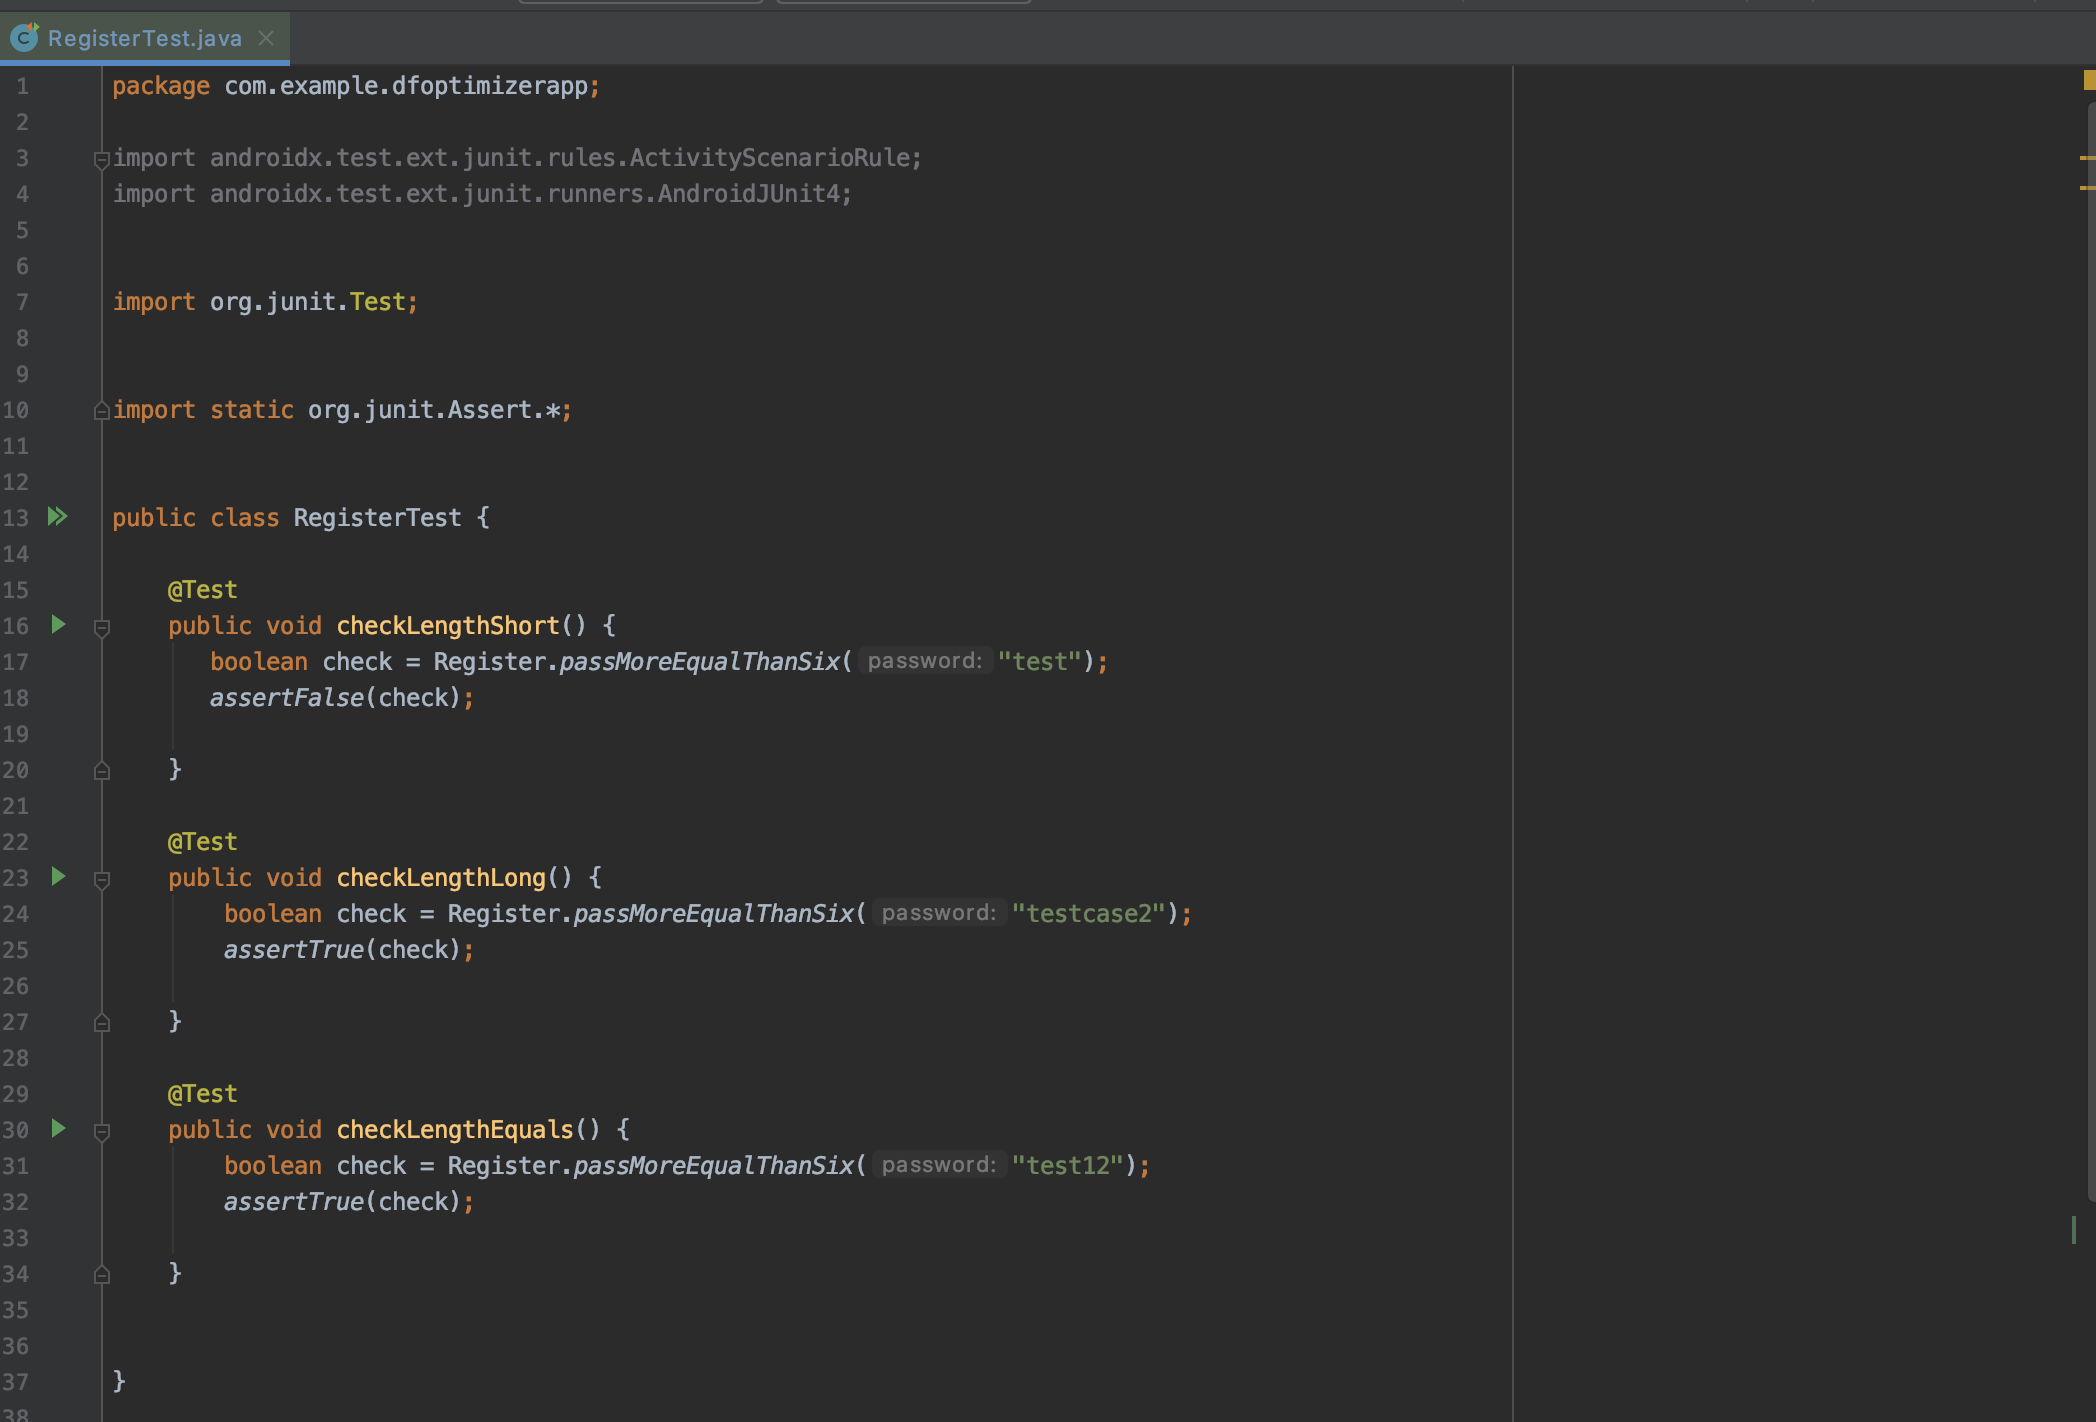 RegisterTest.java
1 package com.example.dfoptimizerapp;
2
3 import androidx.test.ext.junit.rules.ActivityScenarioRule;
4 import androidx.test.ext.junit.runners.AndroidJUnit4;
5
6
7 import org.junit.Test;
8
9
10 import static org.junit.Assert.*;
11
12
13 public class RegisterTest {
14
15 @Test
16 public void checkLengthShort() {
17 boolean check = Register.passMoreEqualThanSix( password: "test");
18 assertFalse(check);
19
20 }
21
22 @Test
23 public void checkLengthLong() {
24 boolean check = Register.passMoreEqualThanSix( password: "testcase2");
25 assertTrue(check);
26
27 }
28
29 @Test
30 public void checkLengthEquals() {
31 boolean check = Register.passMoreEqualThanSix( password: "test12");
32 assertTrue(check);
33
34 }
35
36
37 }
38